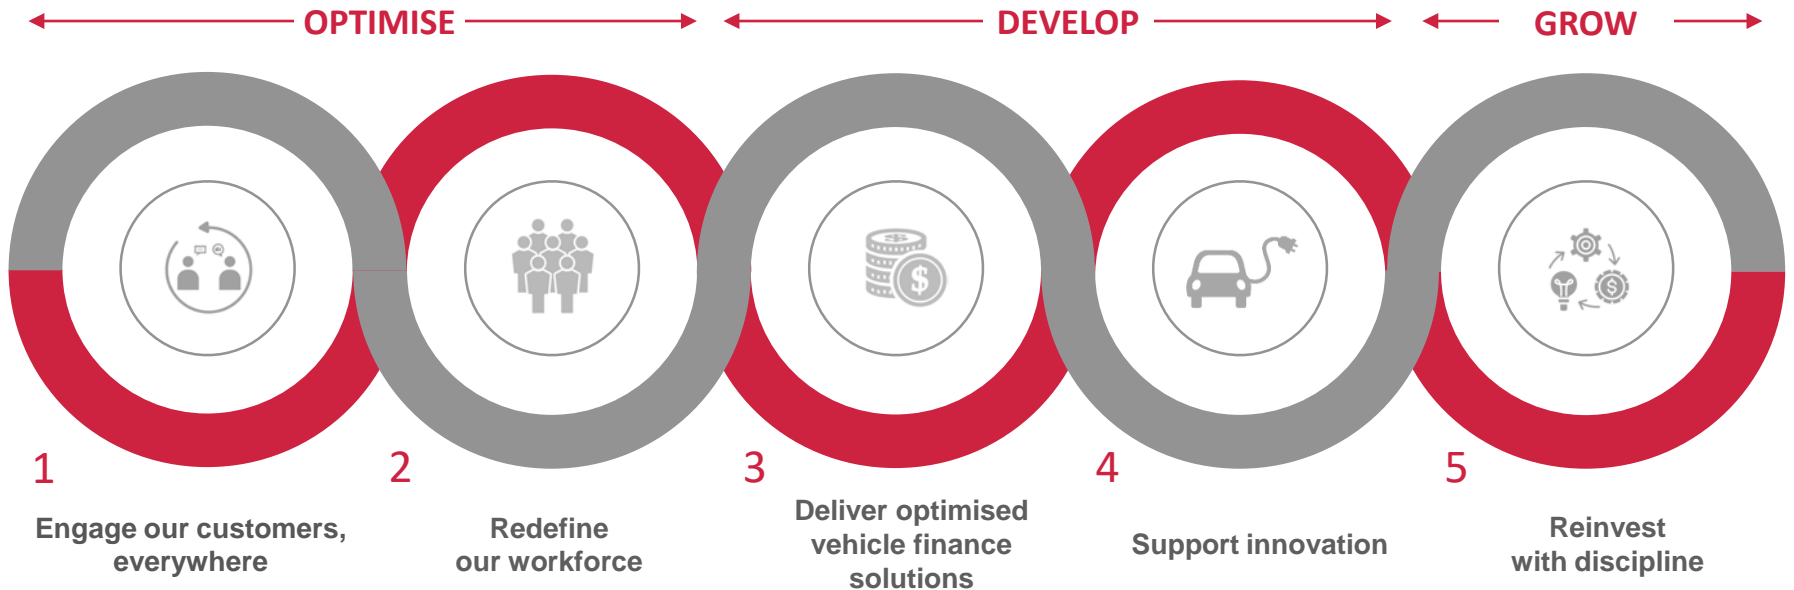 OPTIMISE
DEVELOP
GROW
1
2
3
4
5
Engage our customers,
everywhere
Redefine
our workforce
Deliver optimised
vehicle finance
solutions
Support innovation
Reinvest
with discipline
$
$
$